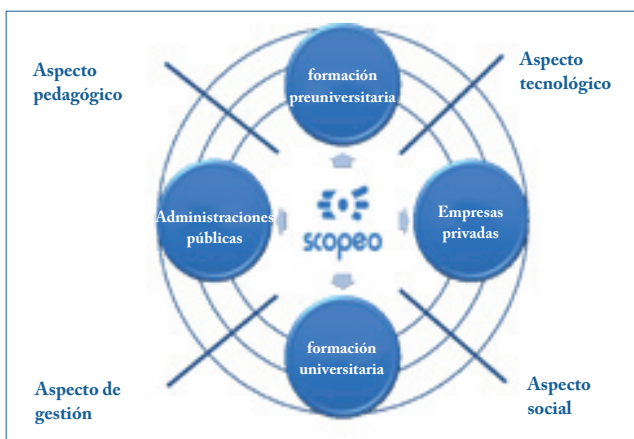 Aspecto
pedagógico
formación
preuniversitaria
Aspecto
tecnológico
Administraciones
públicas
scopeo
Empresas
privadas
formación
universitaria
Aspecto de
gestión
Aspecto
social